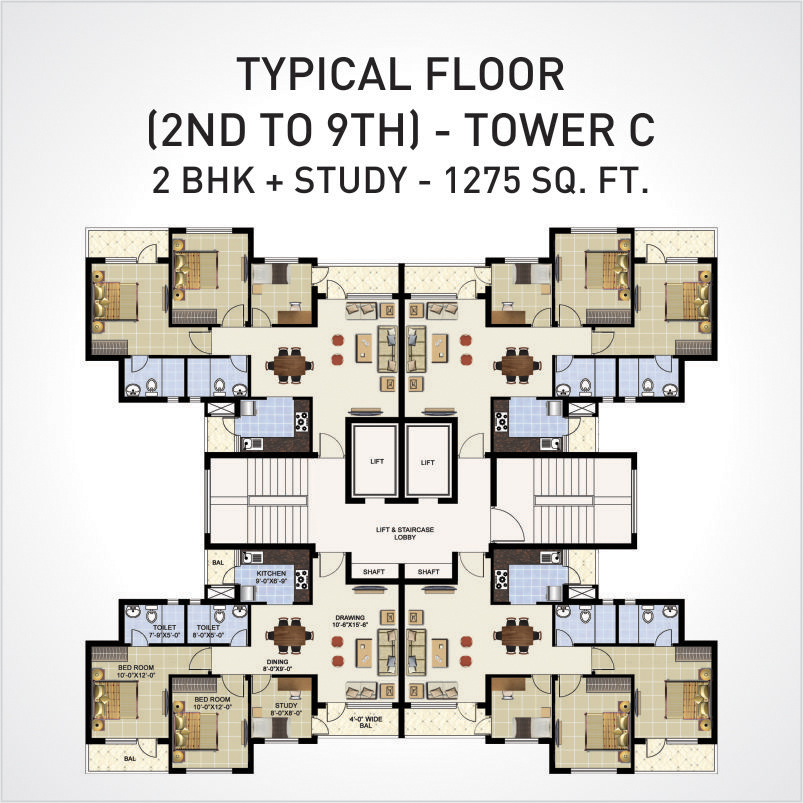 TYPICAL FLOOR
(2ND TO 9TH) - TOWER C
2 BHK + STUDY - 1275 SQ. FT.
LIFT
LIFT
LIFT & STAIRCASE
LOBBY
BAL
KITCHEN
9'-0"X6'-9"
SHAFT
SHAFT
TOILET
7'-9"X5'-0"
TOILET
8'-0"X5'-0"
DRAWING
10'-6"X15'-6"
DINING
8'-0"X9'-0"
BED ROOM
10'-0"X12'-0"
BED ROOM
10'-0"X12'-0"
STUDY
8'-0"X8'-0"
4'-0" WIDE
BAL
BAL